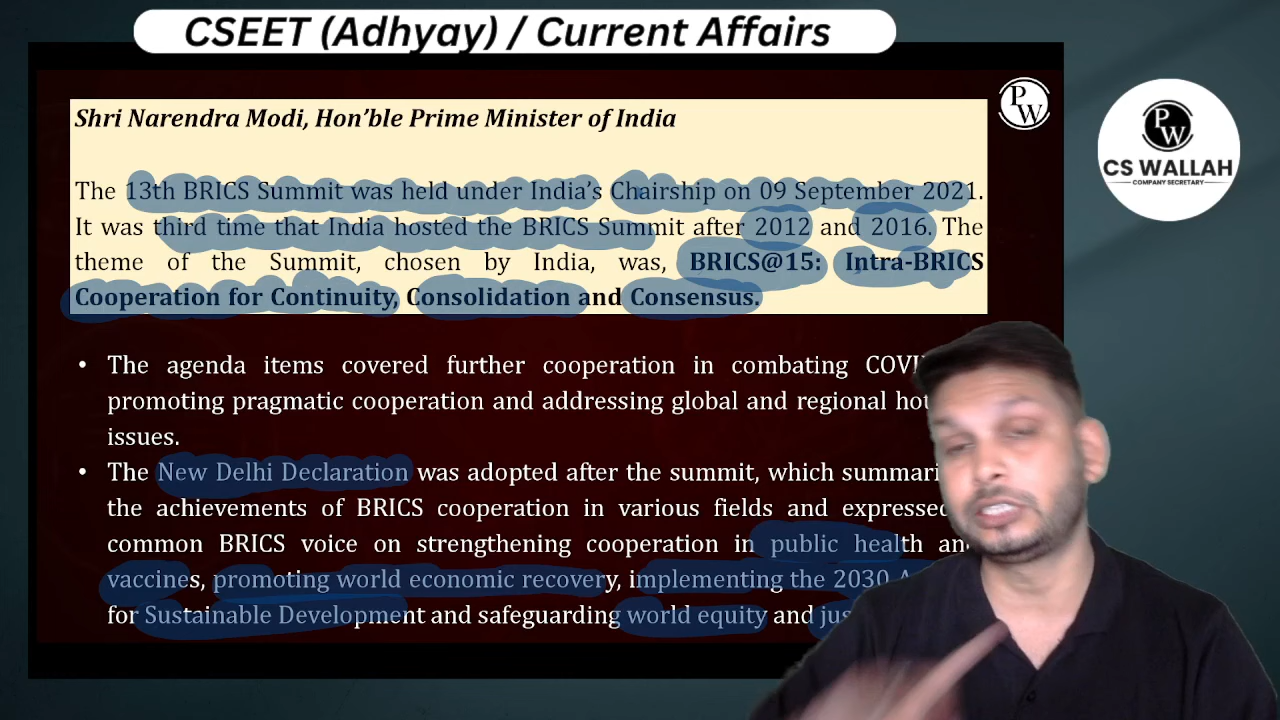 CSEET (Adhyay) / Current Affairs
Shri Narendra Modi, Hon'ble Prime Minister of India
The 13th BRICS Summit was held under India's Chairship on 09 September 2021.
It was third time that India hosted the BRICS Summit after 2012 and 2016. The
theme of the Summit, chosen by India, was, BRICS@15: Intra-BRICS
Cooperation for Continuity, Consolidation and Consensus.
• The agenda items covered further cooperation in combating
promoting pragmatic cooperation and addressing global and regional
issues.
• The New Delhi Declaration was adopted after the summit, which
the achievements of BRICS cooperation in various fields and expressed
common BRICS voice on strengthening cooperation in public health
vaccines, promoting world economic recovery, implementing the 2030
for Sustainable Development and safeguarding world equity and
PW
PW
CS WALLAH
COMPANY SECRETARY